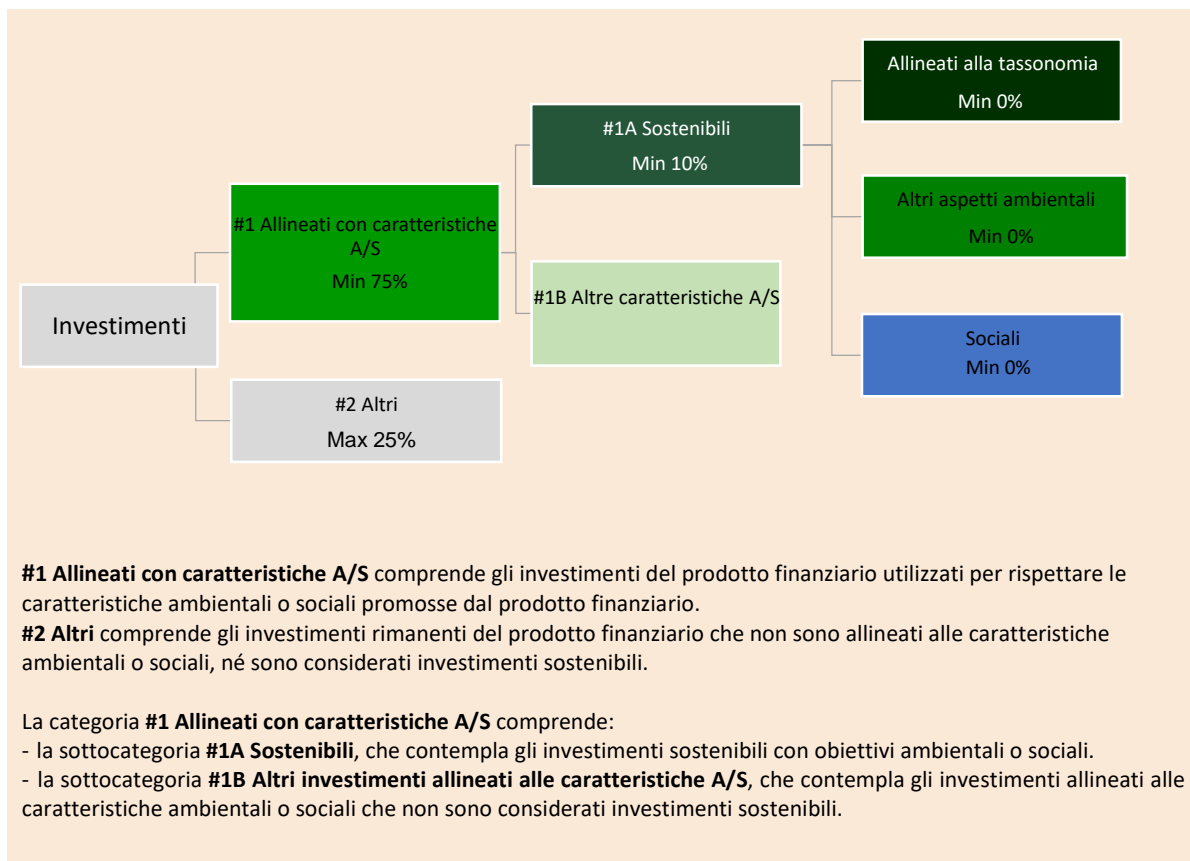 Allineati alla tassonomia
Min 0%
#1A Sostenibili
Min 10%
Altri aspetti ambientali
Min 0%
#1 Allineati con caratteristiche
A/S
Min 75%
#1B Altre caratteristiche A/S
Investimenti
Sociali
Min 0%
#2 Altri
Max 25%
#1 Allineati con caratteristiche A/S comprende gli investimenti del prodotto finanziario utilizzati per rispettare le
caratteristiche ambientali o sociali promosse dal prodotto finanziario.
#2 Altri comprende gli investimenti rimanenti del prodotto finanziario che non sono allineati alle caratteristiche
ambientali o sociali, né sono considerati investimenti sostenibili.
La categoria #1 Allineati con caratteristiche A/S comprende:
- la sottocategoria #1A Sostenibili, che contempla gli investimenti sostenibili con obiettivi ambientali o sociali.
- la sottocategoria #1B Altri investimenti allineati alle caratteristiche A/S, che contempla gli investimenti allineati alle
caratteristiche ambientali o sociali che non sono considerati investimenti sostenibili.